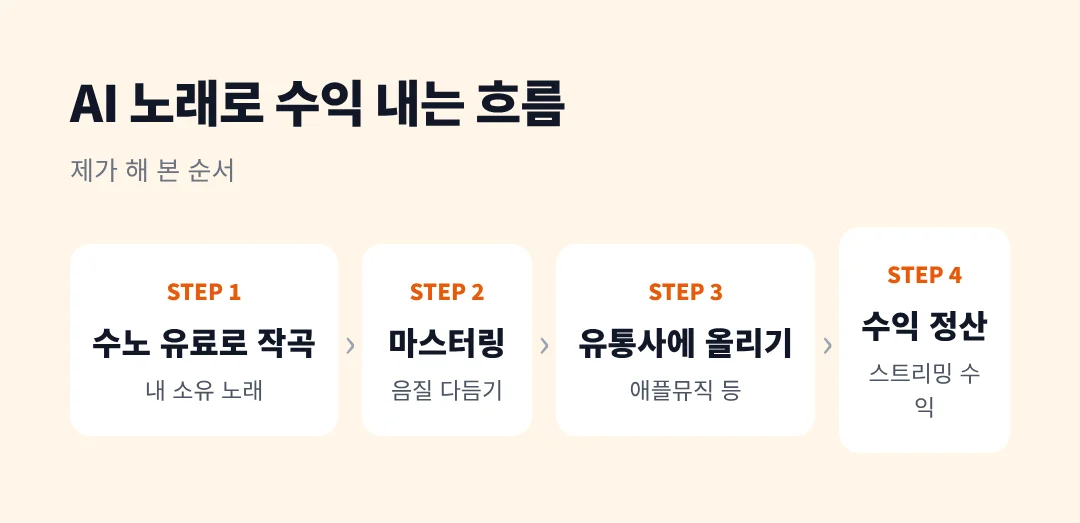 AI 노래로 수익 내는 흐름
제가 해 본 순서
STEP 1
수노 유료로 작곡
내 소유 노래
›
STEP 2
마스터링
음질 다듬기
›
STEP 3
유통사에 올리기
애플뮤직 등
›
STEP 4
수익 정산
스트리밍 수
익